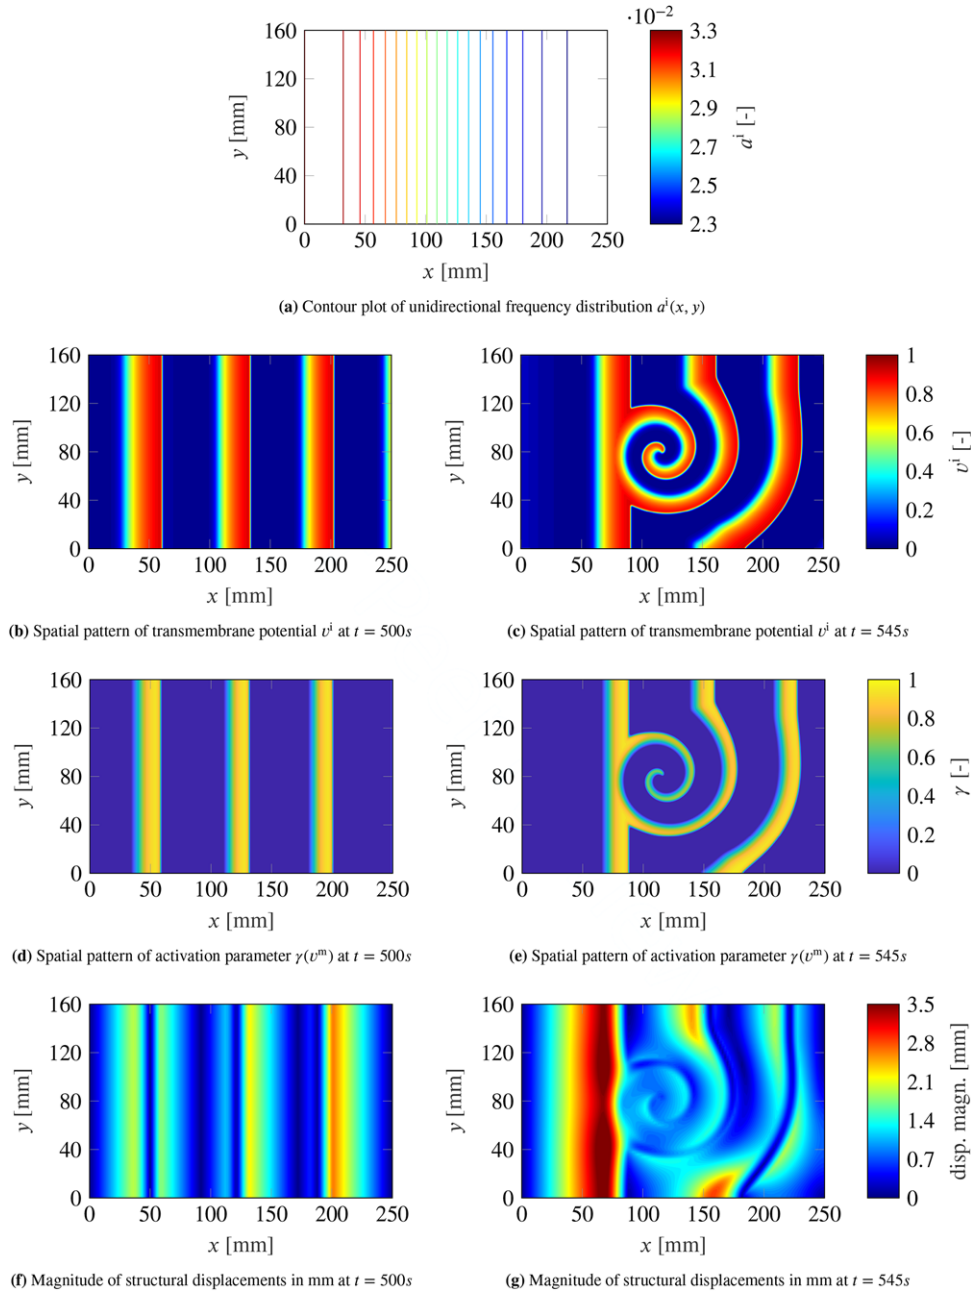 ·10⁻²
160
120
80
40
0
y [mm]
0 50 100 150 200 250
x [mm]
3.3
3.1
2.9
2.7
2.5
2.3
aⁱ [-]
(a) Contour plot of unidirectional frequency distribution aⁱ(x, y)
160
120
80
40
0
y [mm]
0 50 100 150 200 250
x [mm]
(b) Spatial pattern of transmembrane potential vⁱ at t = 500s
160
120
80
40
0
y [mm]
0 50 100 150 200 250
x [mm]
1
0.8
0.6
0.4
0.2
0
vⁱ [-]
(c) Spatial pattern of transmembrane potential vⁱ at t = 545s
160
120
80
40
0
y [mm]
0 50 100 150 200 250
x [mm]
(d) Spatial pattern of activation parameter γ(vᵐ) at t = 500s
160
120
80
40
0
y [mm]
0 50 100 150 200 250
x [mm]
1
0.8
0.6
0.4
0.2
0
γ [-]
(e) Spatial pattern of activation parameter γ(vᵐ) at t = 545s
160
120
80
40
0
y [mm]
0 50 100 150 200 250
x [mm]
(f) Magnitude of structural displacements in mm at t = 500s
160
120
80
40
0
y [mm]
0 50 100 150 200 250
x [mm]
3.5
2.8
2.1
1.4
0.7
0
disp. magn. [mm]
(g) Magnitude of structural displacements in mm at t = 545s